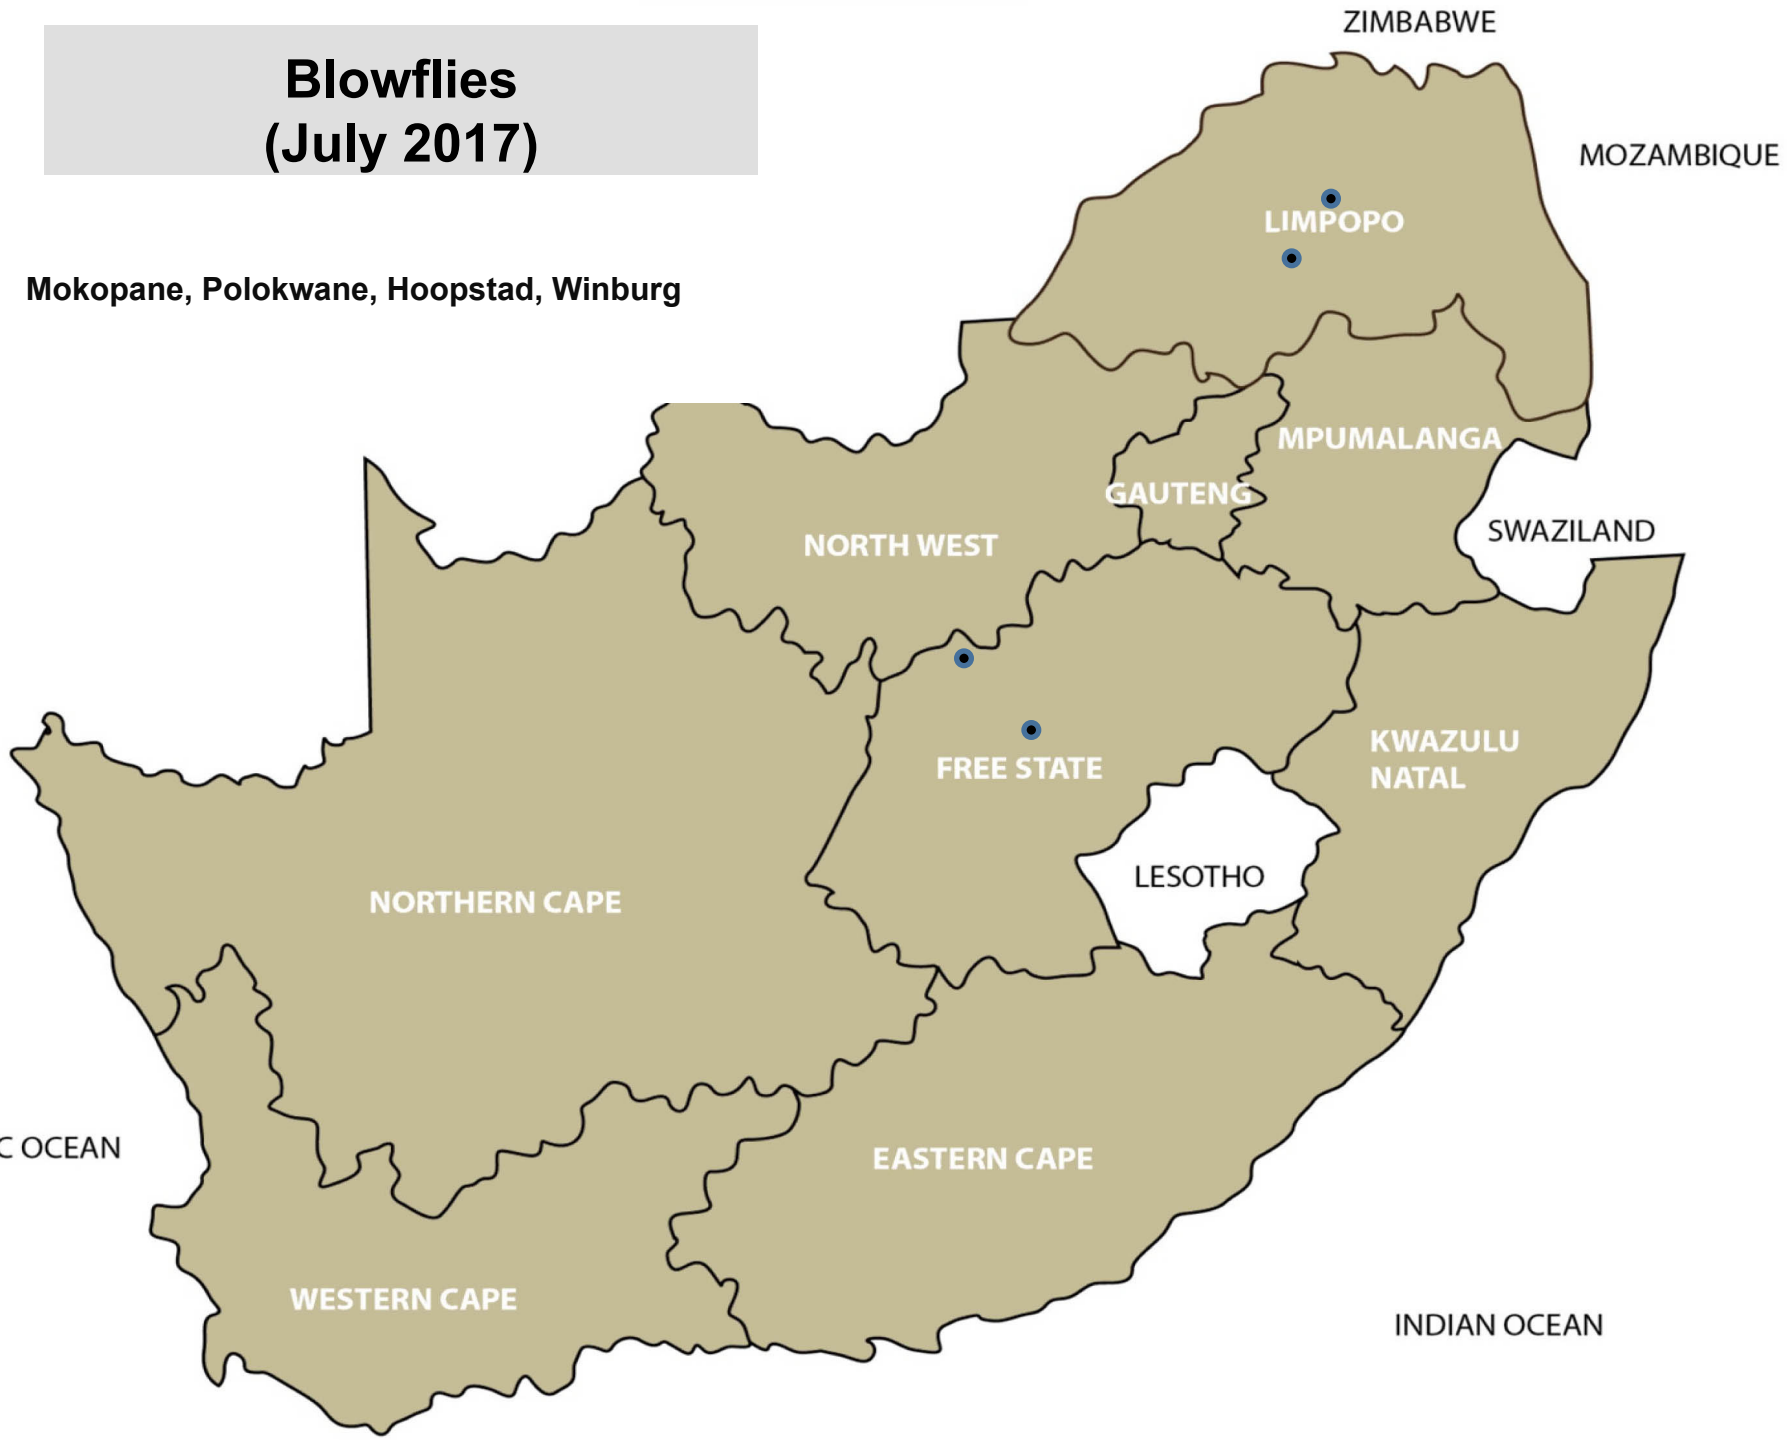 Blowflies
(July 2017)
Mokopane, Polokwane, Hoopstad, Winburg
ZIMBABWE
MOZAMBIQUE
LIMPOPO
MPUMALANGA
GAUTENG
NORTH WEST
SWAZILAND
FREE STATE
KWAZULU
NATAL
LESOTHO
NORTHERN CAPE
C OCEAN
EASTERN CAPE
WESTERN CAPE
INDIAN OCEAN